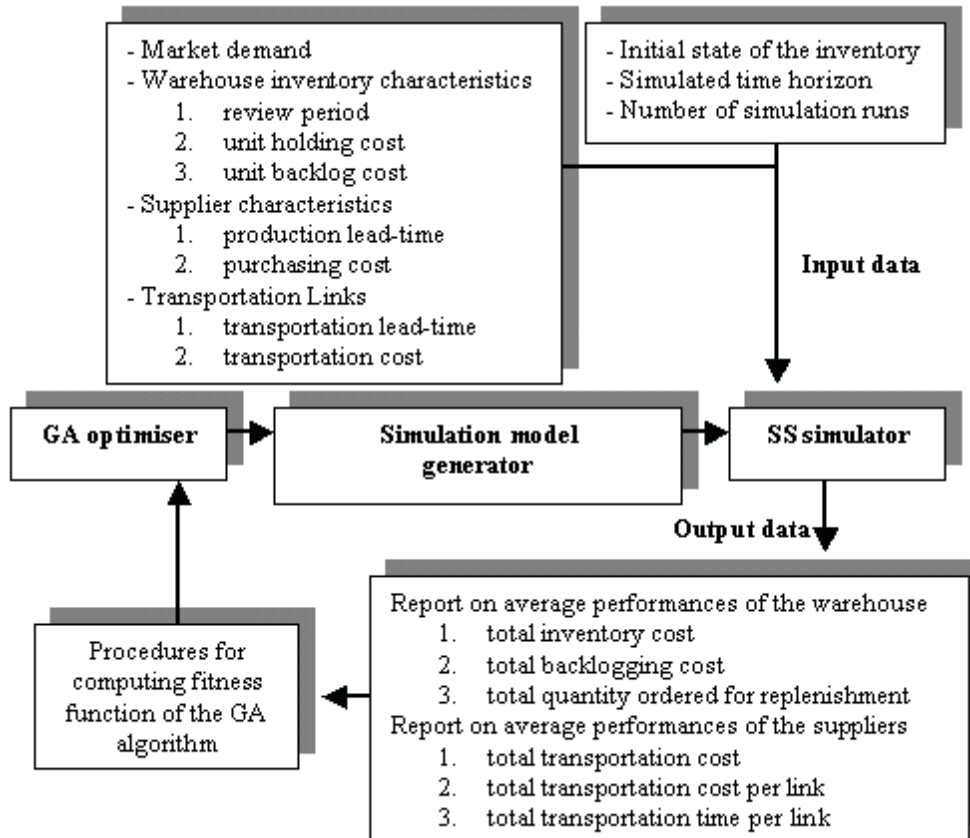 - Market demand
- Warehouse inventory characteristics
1. review period
2. unit holding cost
3. unit backlog cost
- Supplier characteristics
1. production lead-time
2. purchasing cost
- Transportation Links
1. transportation lead-time
2. transportation cost
- Initial state of the inventory
- Simulated time horizon
- Number of simulation runs
Input data
GA optimiser
Simulation model
generator
SS simulator
Output data
Procedures for
computing fitness
function of the GA
algorithm
Report on average performances of the warehouse
1. total inventory cost
2. total backlogging cost
3. total quantity ordered for replenishment
Report on average performances of the suppliers
1. total transportation cost
2. total transportation cost per link
3. total transportation time per link